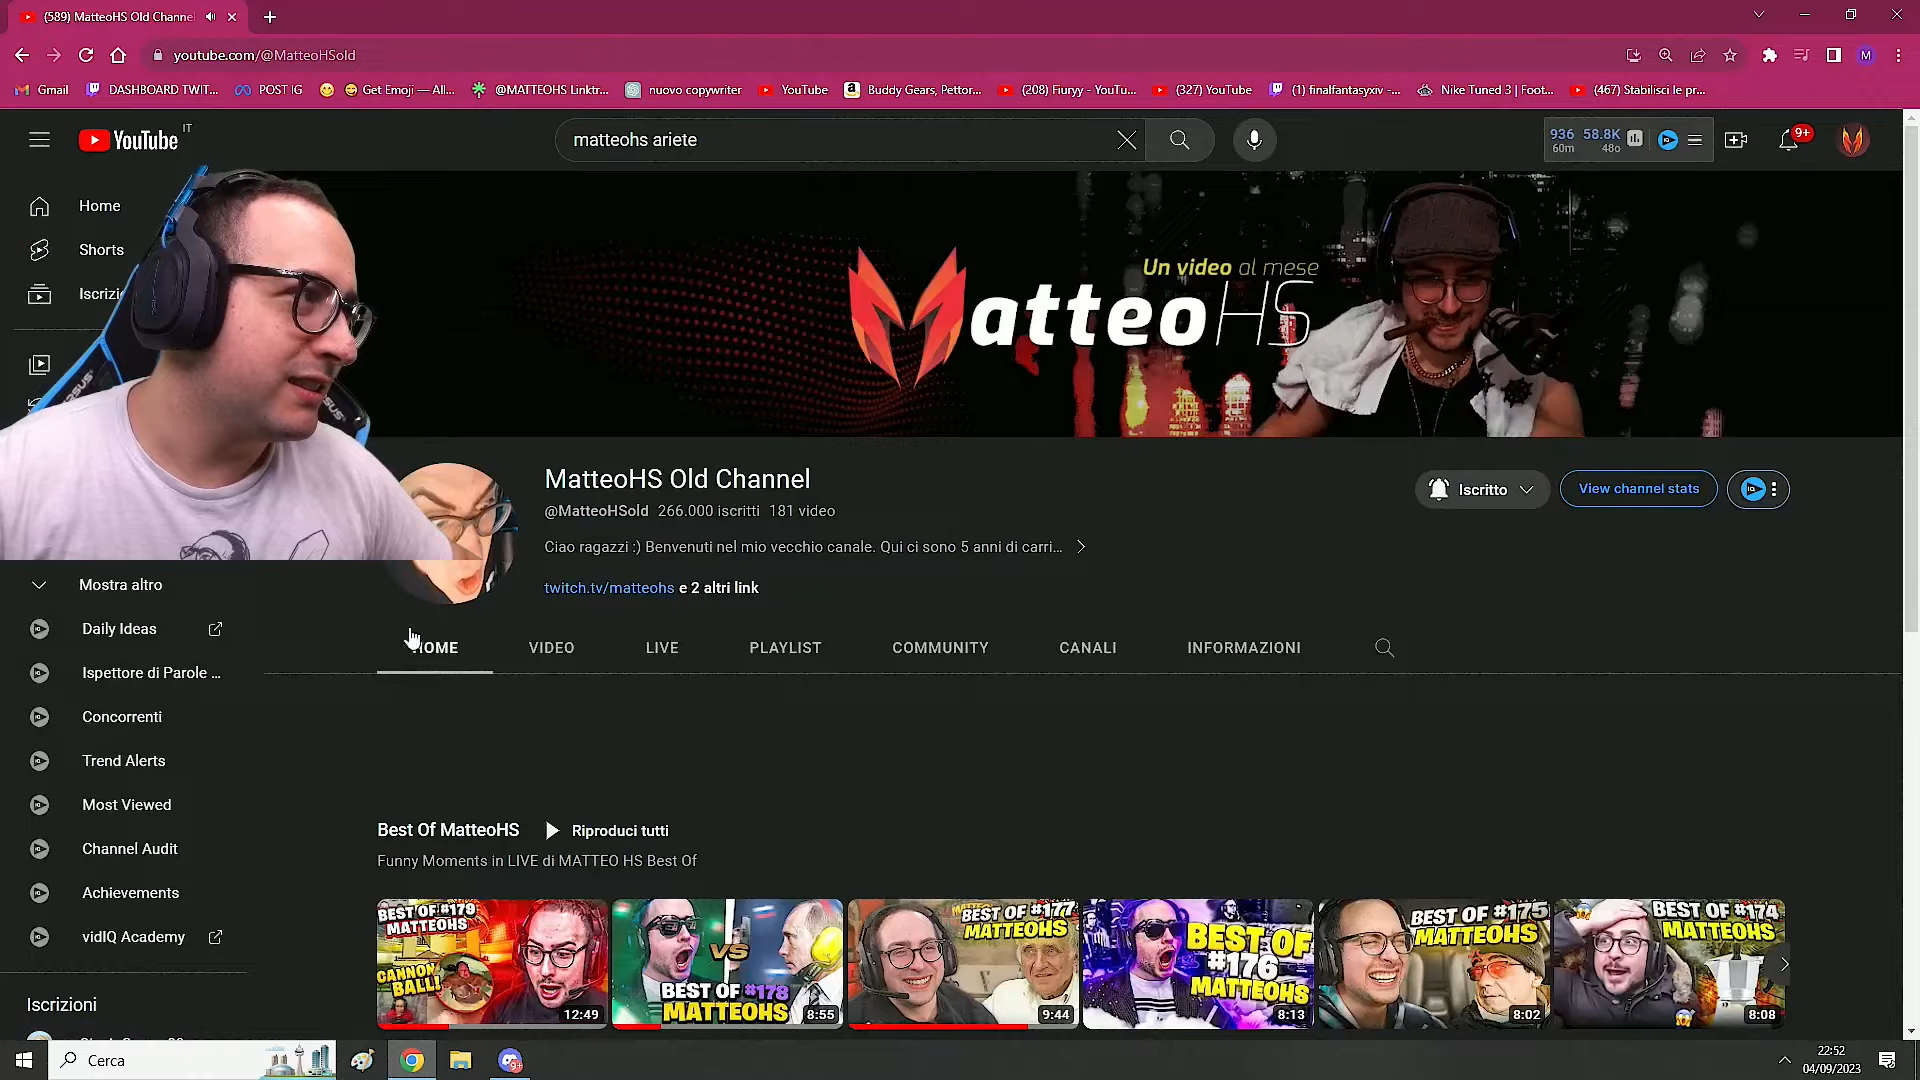 (589) MatteoHS Old Channel
youtube.com/@MatteoHSold
M
Gmail
DASHBOARD TWIT...
POST IG
Get Emoji — All...
@MATTEOHS Linktr...
nuovo copywriter
YouTube
Buddy Gears, Pettor...
(208) Fiuryy - YouTu...
(327) YouTube
(1) finalfantasyxiv -...
Nike Tuned 3 | Foot...
(467) Stabilisci le pr...
YouTube IT
matteohs ariete
936 58.8K
60m 48o
9+
Home
Shorts
Iscrizi
ASUS
Un video al mese
MatteoHS
MatteoHS Old Channel
@MatteoHSold 266.000 iscritti 181 video
Ciao ragazzi :) Benvenuti nel mio vecchio canale. Qui ci sono 5 anni di carri...
twitch.tv/matteohs e 2 altri link
Iscritto
View channel stats
Mostra altro
Daily Ideas
Ispettore di Parole ...
Concorrenti
Trend Alerts
Most Viewed
Channel Audit
Achievements
vidIQ Academy
Iscrizioni
HOME
VIDEO
LIVE
PLAYLIST
COMMUNITY
CANALI
INFORMAZIONI
Best Of MatteoHS
Riproduci tutti
Funny Moments in LIVE di MATTEO HS Best Of
BEST OF #179
MATTEOHS
CANNON
BALL!
12:49
VS
BEST OF #178
MATTEOHS
8:55
BEST OF #177
MATTEOHS
9:44
BEST OF
#176
MATTEOHS
8:13
BEST OF #175
MATTEOHS
8:02
BEST OF #174
MATTEOHS
8:08
Cerca
9+
22:52
04/09/2023